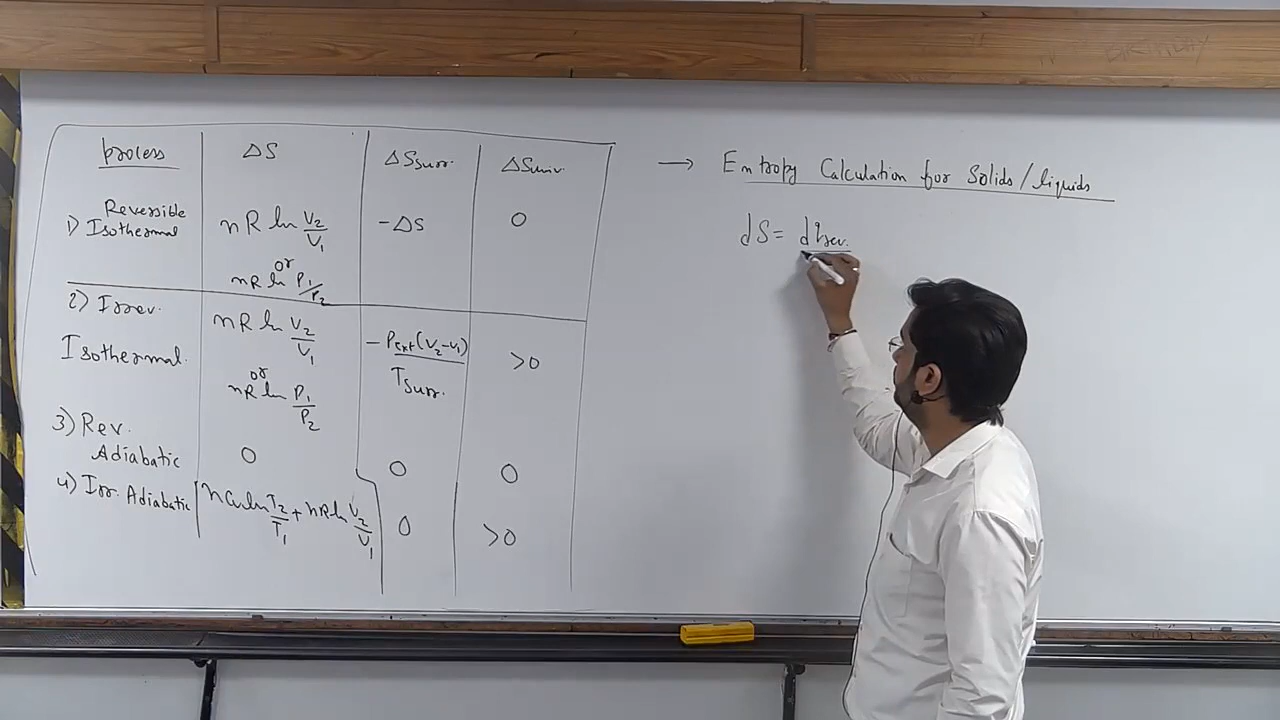 BIRTHDAY
Process ΔS ΔSsurr. ΔSuniv.
1) Reversible Isothermal nR ln V2/V1 or nR ln P1/P2 -ΔS 0
2) Irrev. Isothermal. nR ln V2/V1 or nR ln P1/P2 -PExt(V2-V1)/Tsurr. >0
3) Rev. Adiabatic 0 0 0
4) Irr. Adiabatic nCv ln T2/T1 + nR ln V2/V1 0 >0
→ Entropy Calculation for Solids/liquids
dS= dqrev.